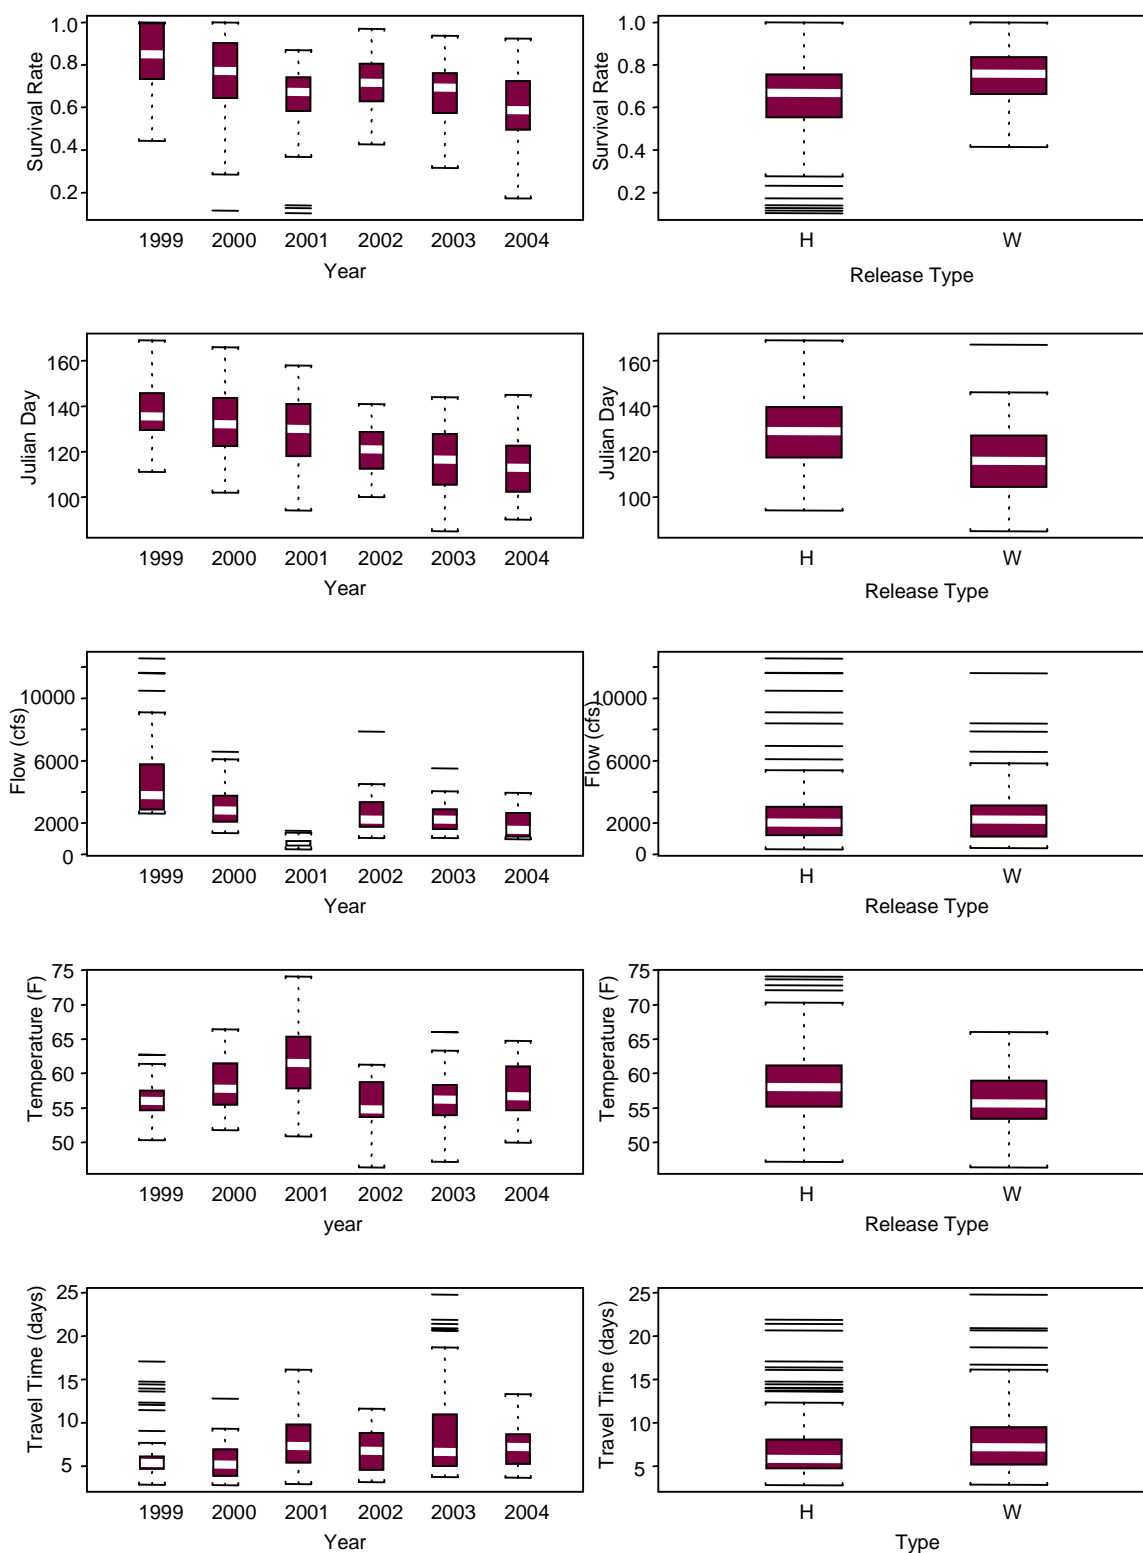 Survival Rate
1.0
0.8
0.6
0.4
0.2
1999 2000 2001 2002 2003 2004
Year
Survival Rate
1.0
0.8
0.6
0.4
0.2
H W
Release Type
Julian Day
160
140
120
100
1999 2000 2001 2002 2003 2004
Year
Julian Day
160
140
120
100
H W
Release Type
Flow (cfs)
10000
6000
2000
0
1999 2000 2001 2002 2003 2004
Year
Flow (cfs)
10000
6000
2000
0
H W
Release Type
Temperature (F)
75
70
65
60
55
50
1999 2000 2001 2002 2003 2004
year
Temperature (F)
75
70
65
60
55
50
H W
Release Type
Travel Time (days)
25
20
15
10
5
1999 2000 2001 2002 2003 2004
Year
Travel Time (days)
25
20
15
10
5
H W
Type